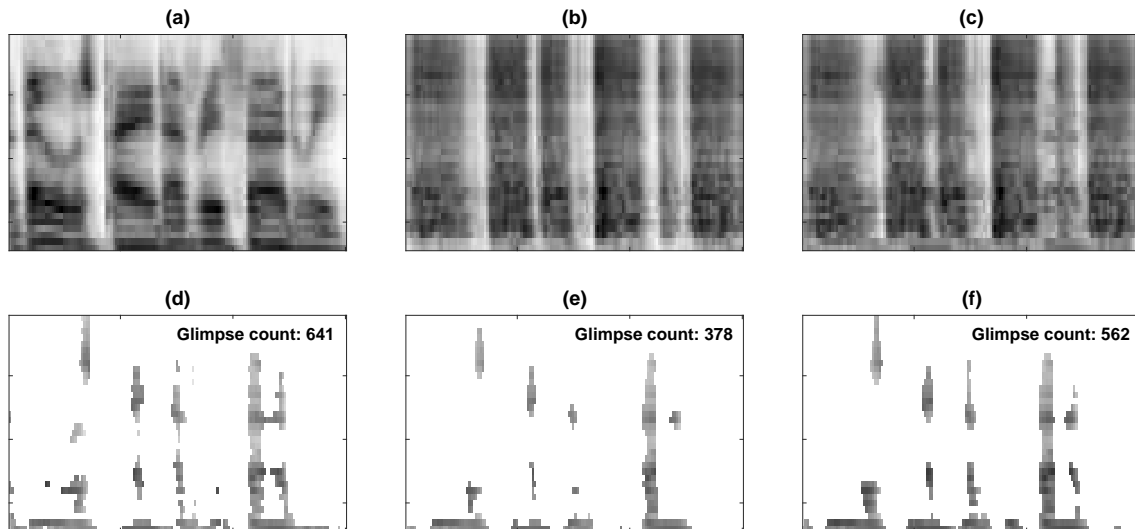 (a)
(b)
(c)
(d)
(e)
(f)
Glimpse count: 641
Glimpse count: 378
Glimpse count: 562